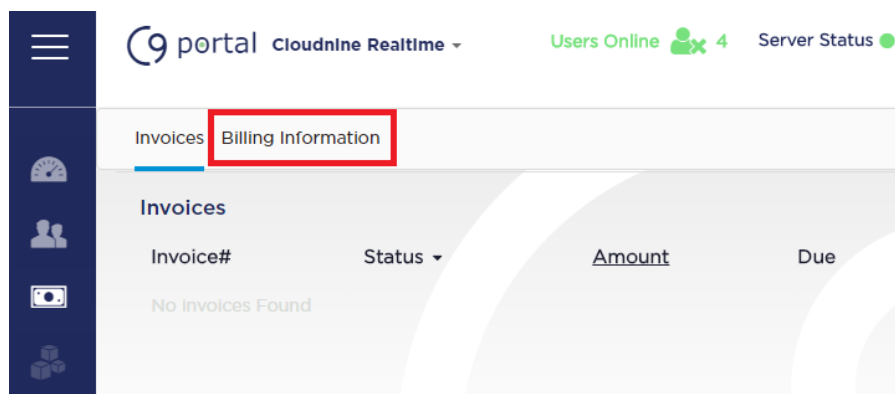 C9 portal Cloudnine Realtime Users Online 4 Server Status
Invoices Billing Information
Invoices
Invoice# Status Amount Due
No Invoices Found